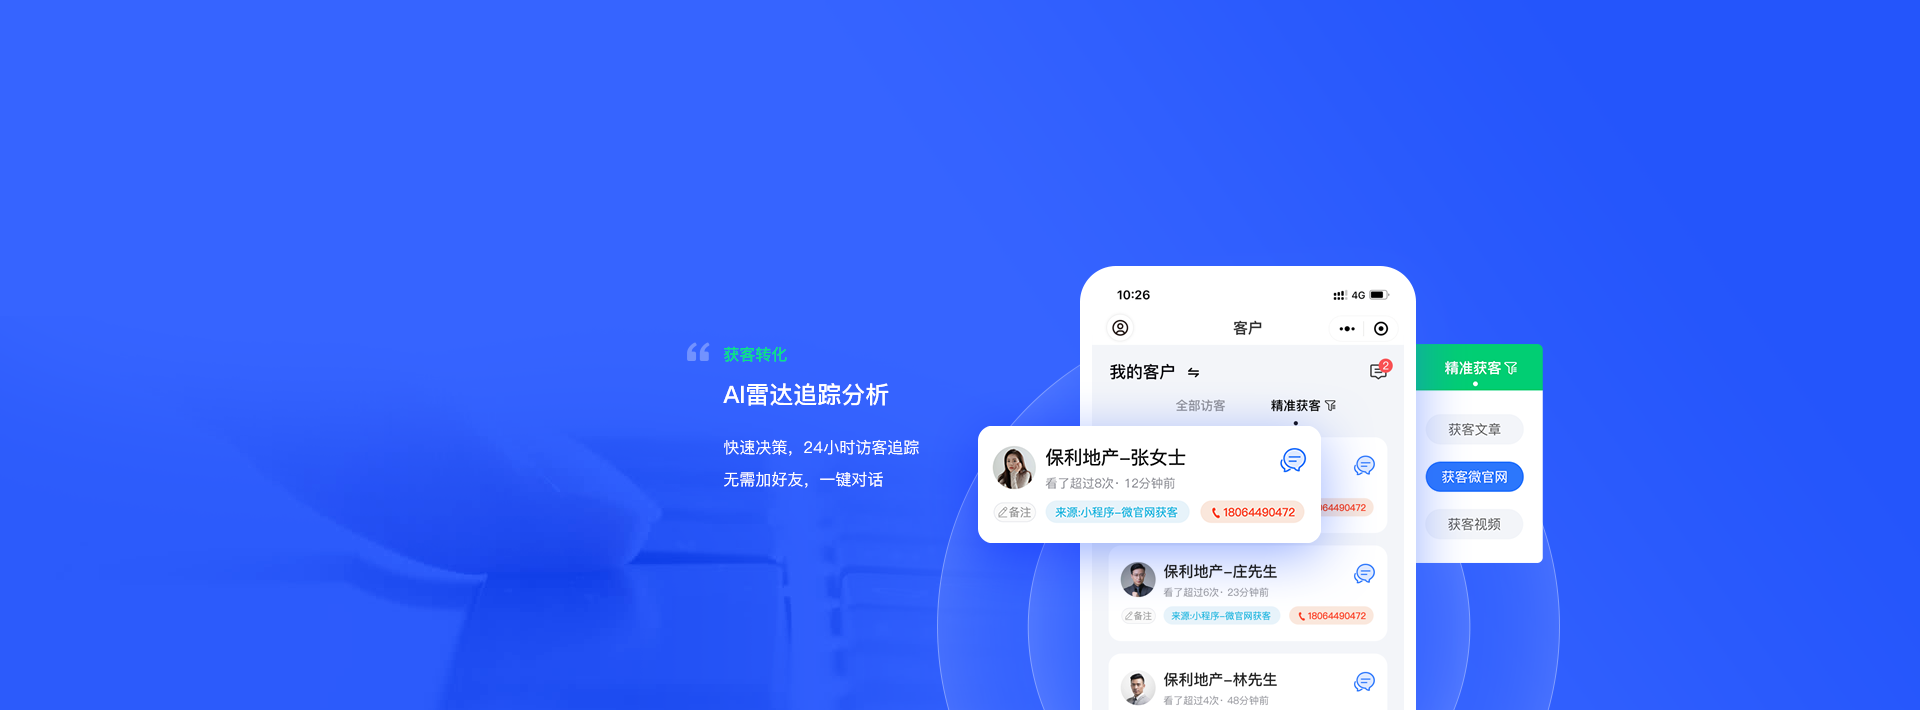 获客转化
AI雷达追踪分析
快速决策，24小时访客追踪
无需加好友，一键对话
10:26
4G
客户
我的客户
2
全部访客
精准获客
保利地产-张女士
看了超过8次· 12分钟前
备注
来源:小程序-微官网获客
18064490472
64490472
保利地产-庄先生
看了超过6次· 23分钟前
备注
来源:小程序-微官网获客
18064490472
保利地产-林先生
看了超过4次· 48分钟前
精准获客
获客文章
获客微官网
获客视频